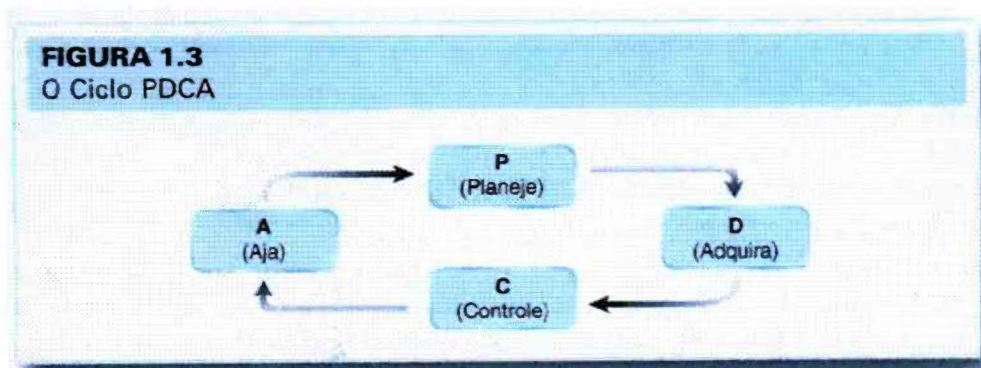 FIGURA 1.3
O Ciclo PDCA
P
(Planeje)
A
(Aja)
D
(Adquira)
C
(Controle)